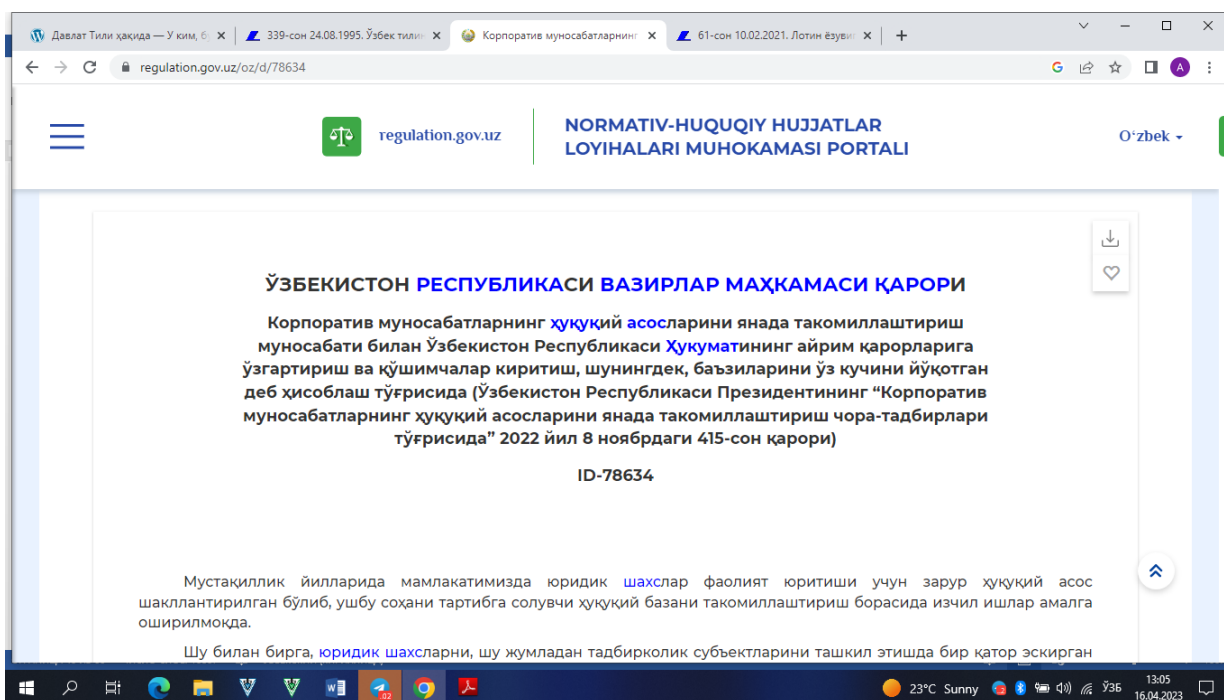 Давлат Тили ҳақида — У ким, б
339-сон 24.08.1995. Ўзбек тилин
Корпоратив муносабатларнинг
61-сон 10.02.2021. Лотин ёзувиг
regulation.gov.uz/oz/d/78634
regulation.gov.uz
NORMATIV-HUQUQIY HUJJATLAR
LOYIHALARI MUHOKAMASI PORTALI
Oʻzbek
ЎЗБЕКИСТОН РЕСПУБЛИКАСИ ВАЗИРЛАР МАҲКАМАСИ ҚАРОРИ
Корпоратив муносабатларнинг ҳуқуқий асосларини янада такомиллаштириш
муносабати билан Ўзбекистон Республикаси Ҳукуматининг айрим қарорларига
ўзгартириш ва қўшимчалар киритиш, шунингдек, баъзиларини ўз кучини йўқотган
деб ҳисоблаш тўғрисида (Ўзбекистон Республикаси Президентининг “Корпоратив
муносабатларнинг ҳуқуқий асосларини янада такомиллаштириш чора-тадбирлари
тўғрисида” 2022 йил 8 ноябрдаги 415-сон қарори)
ID-78634
Мустақиллик йилларида мамлакатимизда юридик шахслар фаолият юритиши учун зарур ҳуқуқий асос
шакллантирилган бўлиб, ушбу соҳани тартибга солувчи ҳуқуқий базани такомиллаштириш борасида изчил ишлар амалга
оширилмоқда.
Шу билан бирга, юридик шахсларни, шу жумладан тадбирколик субъектларини ташкил этишда бир қатор эскирган
23°C Sunny
ЎЗБ
13:05
16.04.2023